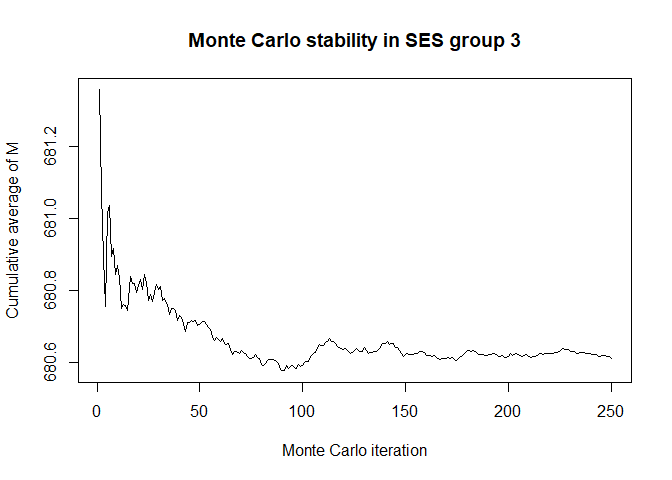 Monte Carlo stability in SES group 3
Cumulative average of M
681.2
681.0
680.8
680.6
0 50 100 150 200 250
Monte Carlo iteration